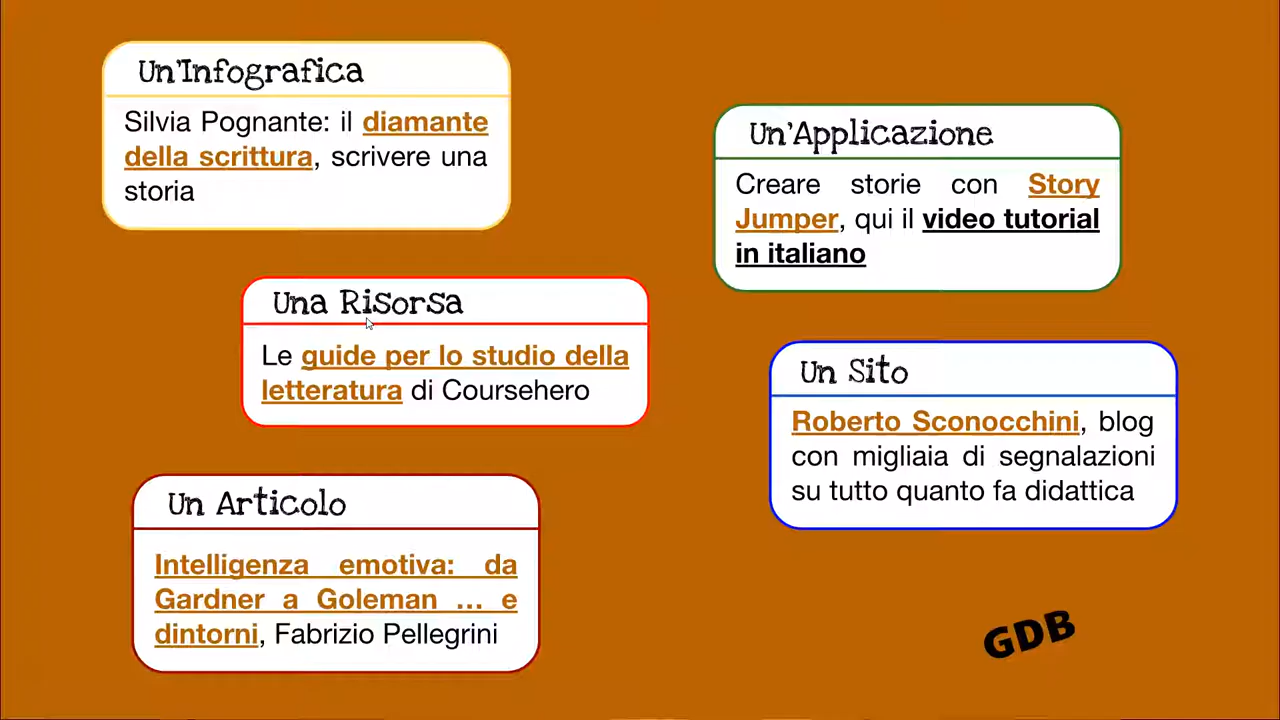 Un'Infografica
Silvia Pognante: il diamante
della scrittura, scrivere una
storia
Un'Applicazione
Creare storie con Story
Jumper, qui il video tutorial
in italiano
Una Risorsa
Le guide per lo studio della
letteratura di Coursehero
Un Sito
Roberto Sconocchini, blog
con migliaia di segnalazioni
su tutto quanto fa didattica
Un Articolo
Intelligenza emotiva: da
Gardner a Goleman ... e
dintorni, Fabrizio Pellegrini
GDB